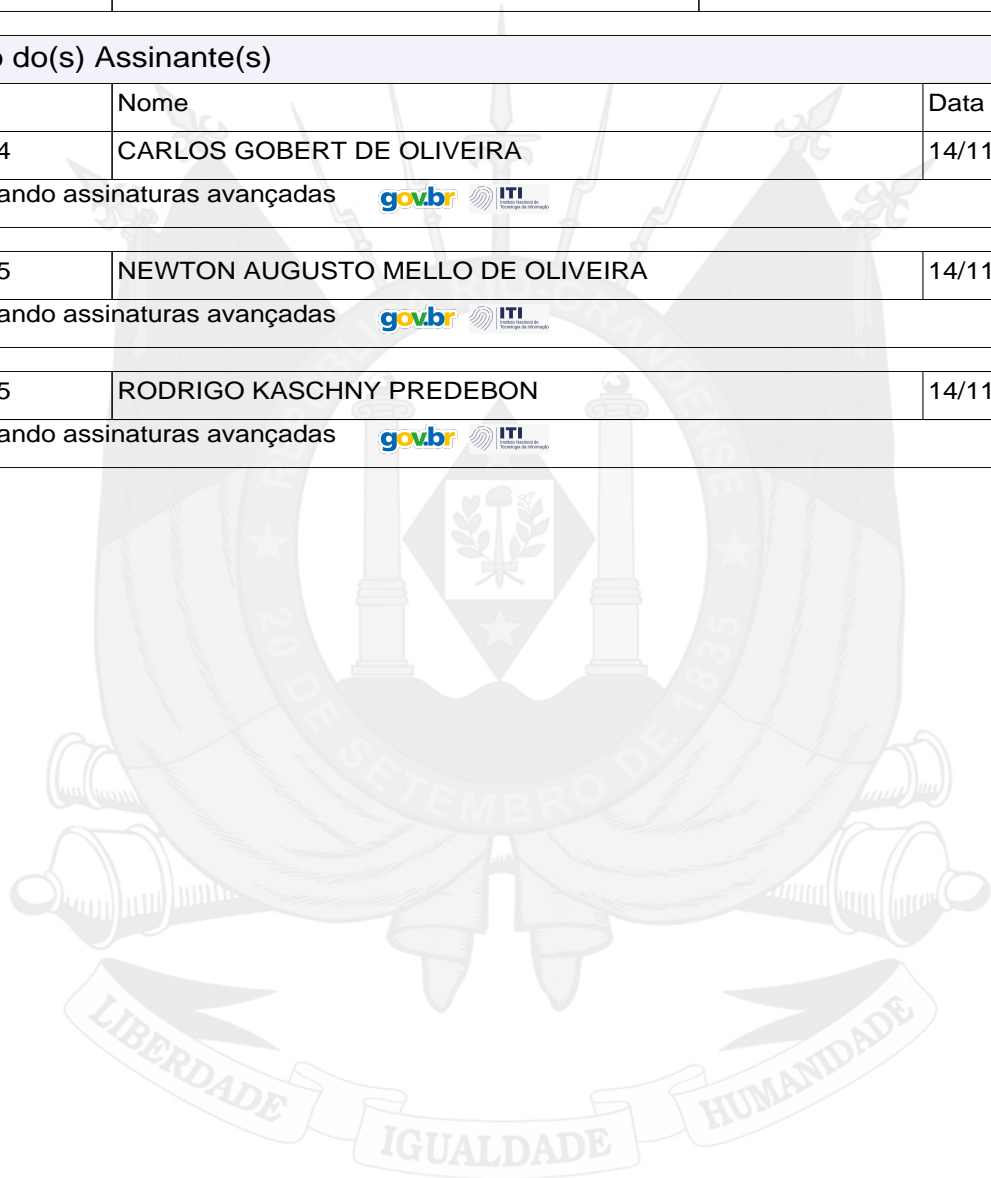 o do(s) Assinante(s)
Nome Data
4 CARLOS GOBERT DE OLIVEIRA 14/11
ando assinaturas avançadas gov.br ITI
5 NEWTON AUGUSTO MELLO DE OLIVEIRA 14/11
ando assinaturas avançadas gov.br ITI
5 RODRIGO KASCHNY PREDEBON 14/11
ando assinaturas avançadas gov.br ITI
20 DE SETEMBRO DE 1835
LIBERDADE IGUALDADE HUMANIDADE